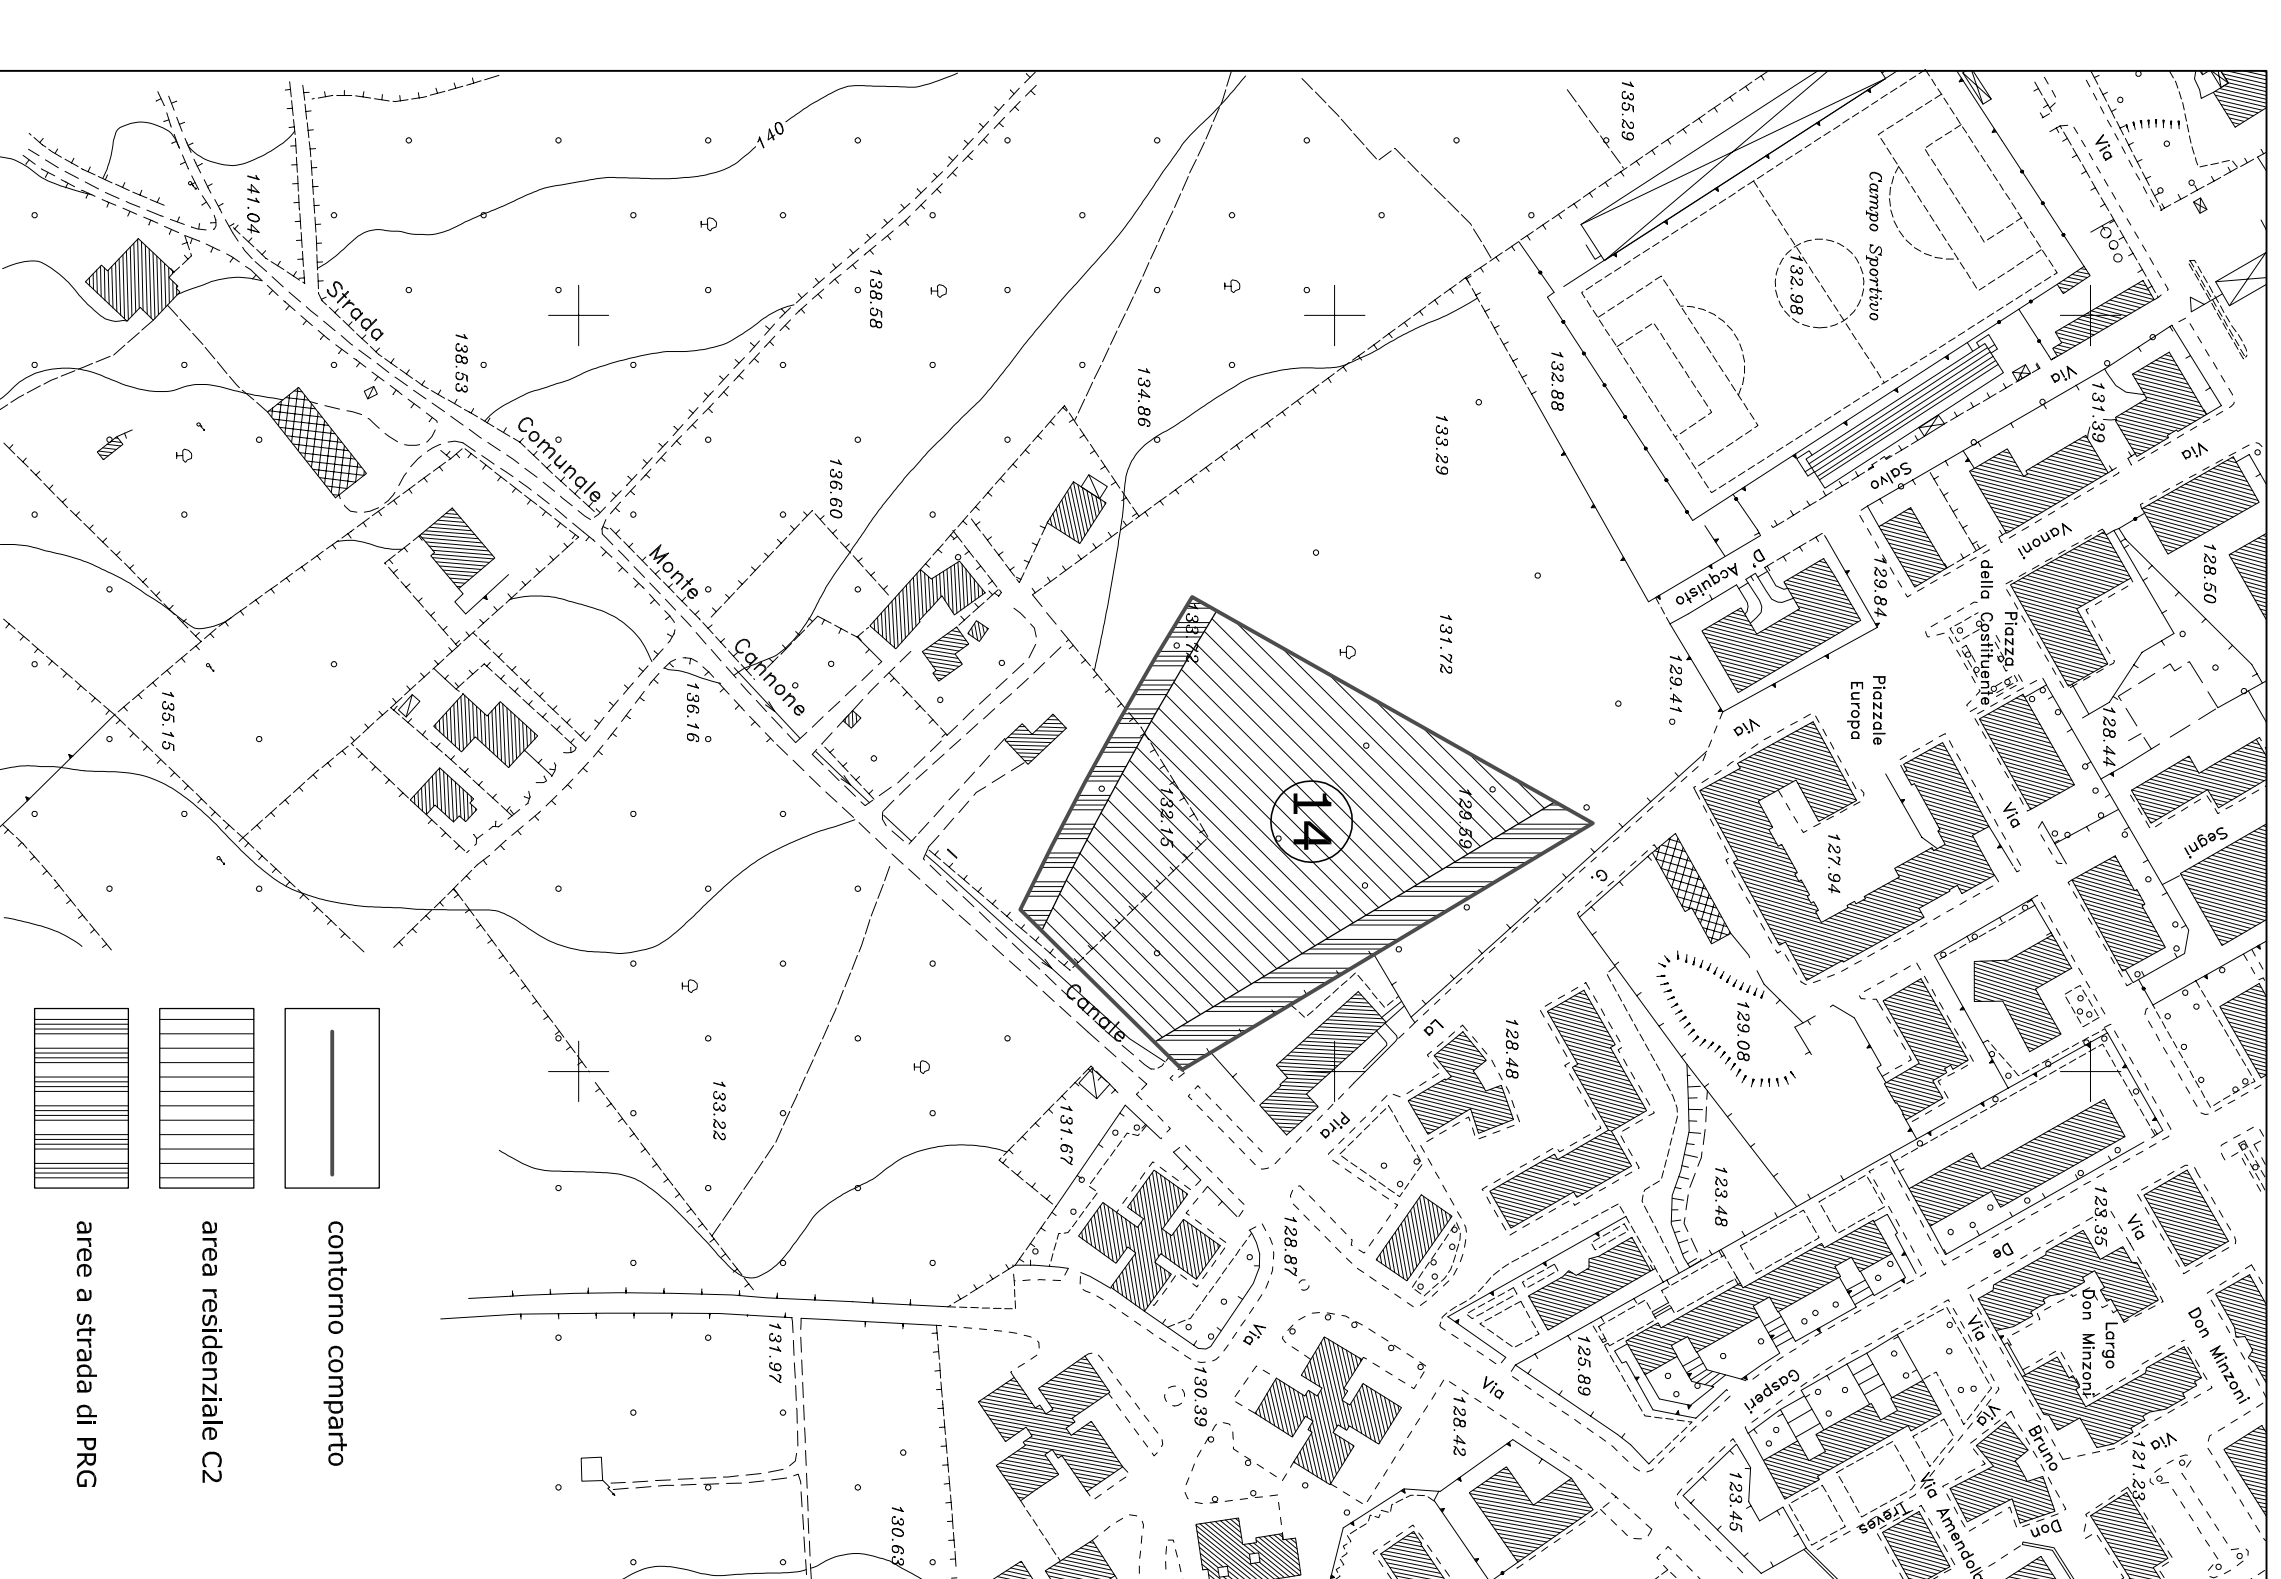 contorno comparto
area residenziale C2
aree a strada di PRG
14
Strada
Comunale
Monte
Cannone
Canale
Campo Sportivo
Via
Salvo
D'Acquisto
Via
Vanoni
Via
Piazza
della Costituente
Piazzale
Europa
Via
G.
La
Pira
Via
Segni
Via
De
Gasperi
Via
Via
Don Minzoni
Largo
Don Minzoni
Via
Via
Bruno
Via
Don
Via Amendola
Treves
Via
140
141.04
138.53
138.58
136.60
134.86
135.29
132.98
132.88
133.29
131.72
131.39
129.84
128.50
129.41
128.44
133.72
132.15
129.59
127.94
129.08
128.48
123.48
123.35
135.15
136.16
133.22
131.67
128.87
125.89
128.42
130.39
131.97
130.63
123.45
121.23